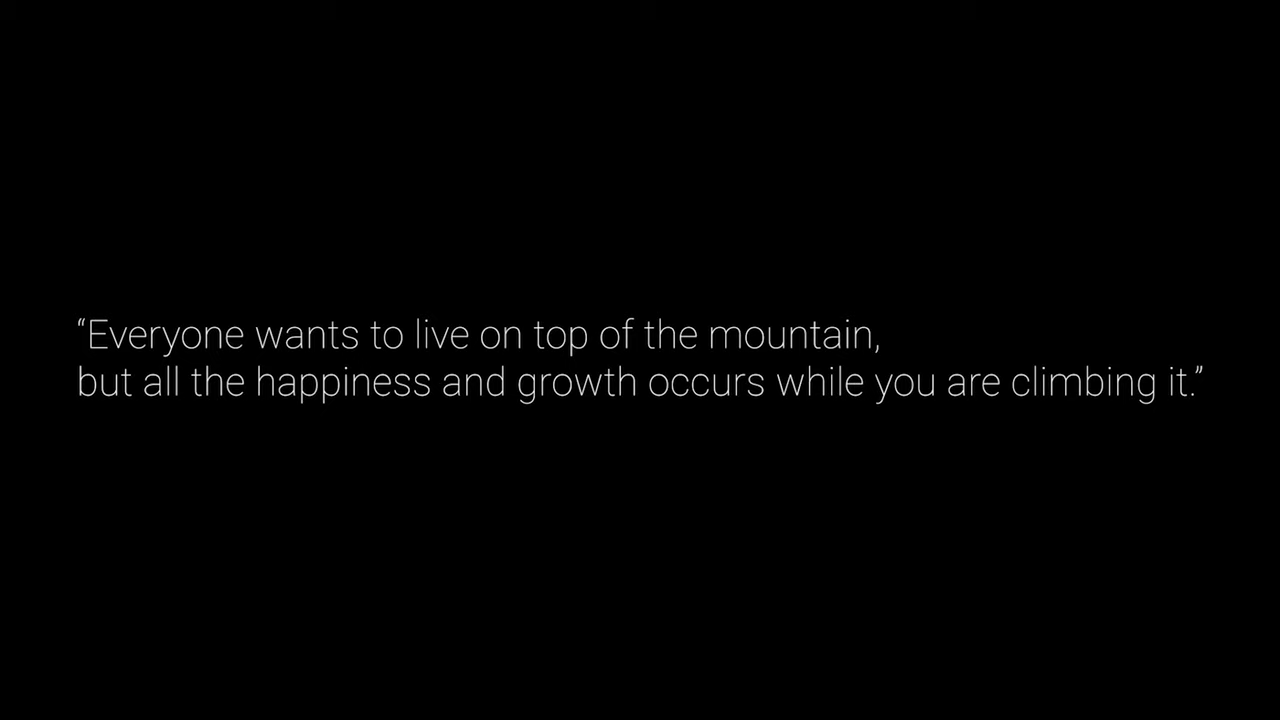 “Everyone wants to live on top of the mountain,
but all the happiness and growth occurs while you are climbing it.”